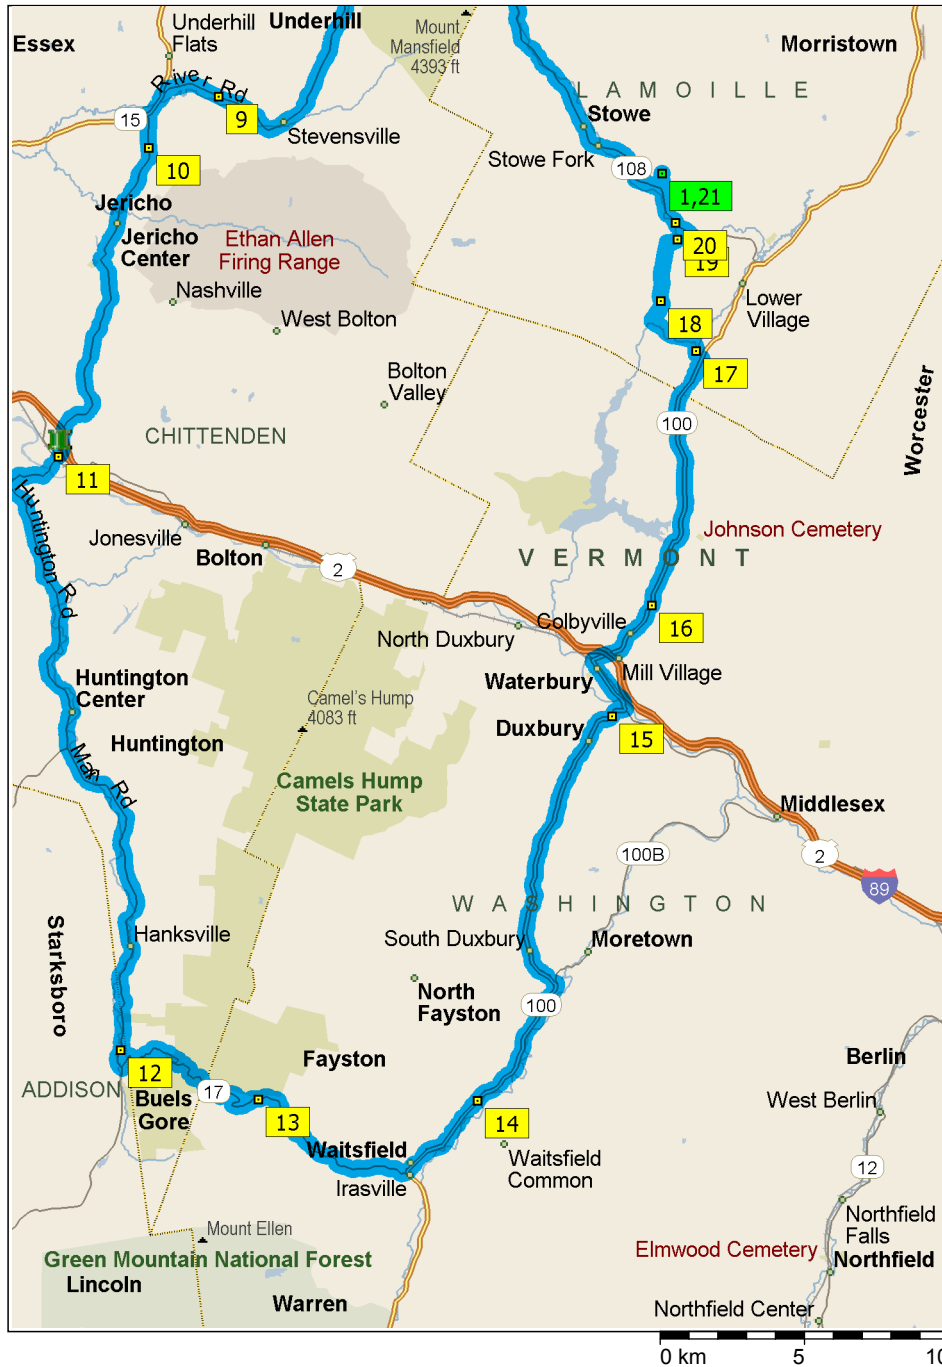 Underhill
Flats
Underhill
Essex
Mount
Mansfield
4393 ft
Morristown
LAMOILLE
River Rd
15
9
Stevensville
Stowe
Stowe Fork
108
10
1,21
Jericho
Jericho
Center
Ethan Allen
Firing Range
20
19
Nashville
West Bolton
Lower
Village
18
17
Bolton
Valley
Worcester
100
CHITTENDEN
11
Huntington Rd
Jonesville
Bolton
2
Johnson Cemetery
VERMONT
Colbyville
16
North Duxbury
Mill Village
Waterbury
Huntington
Center
Camel's Hump
4083 ft
Duxbury
15
Huntington
Main Rd
Camels Hump
State Park
Middlesex
100B
2
89
WASHINGTON
Starksboro
Hanksville
South Duxbury
Moretown
North
Fayston
100
Fayston
Berlin
12
ADDISON
Buels
Gore
17
13
14
West Berlin
Waitsfield
Waitsfield
Common
Irasville
12
Mount Ellen
Northfield
Falls
Green Mountain National Forest
Elmwood Cemetery
Northfield
Lincoln
Warren
Northfield Center
0 km 5 10